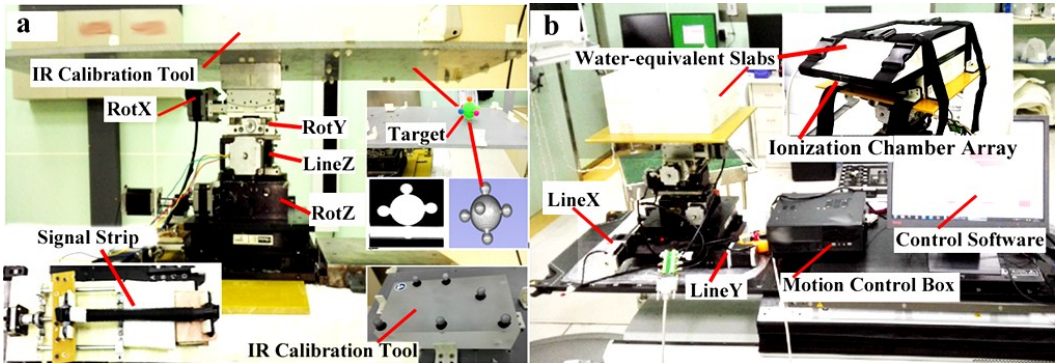 a
IR Calibration Tool
RotX
RotY
Target
LineZ
RotZ
Signal Strip
IR Calibration Tool
b
Water-equivalent Slabs
Ionization Chamber Array
LineX
LineY
Control Software
Motion Control Box